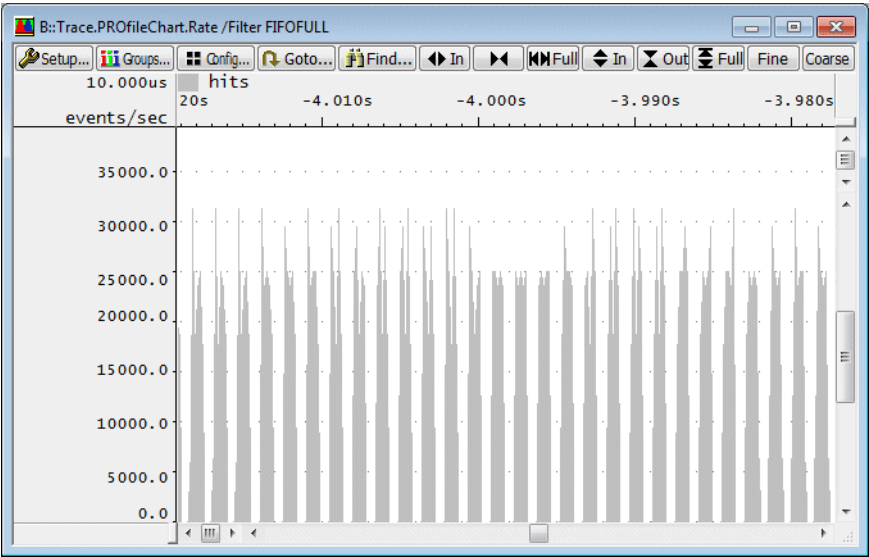 B::Trace.PROfileChart.Rate /Filter FIFOFULL
Setup... Groups... Config... Goto... Find... In Full In Out Full Fine Coarse
10.000us hits
20s -4.010s -4.000s -3.990s -3.980s
events/sec
35000.0
30000.0
25000.0
20000.0
15000.0
10000.0
5000.0
0.0